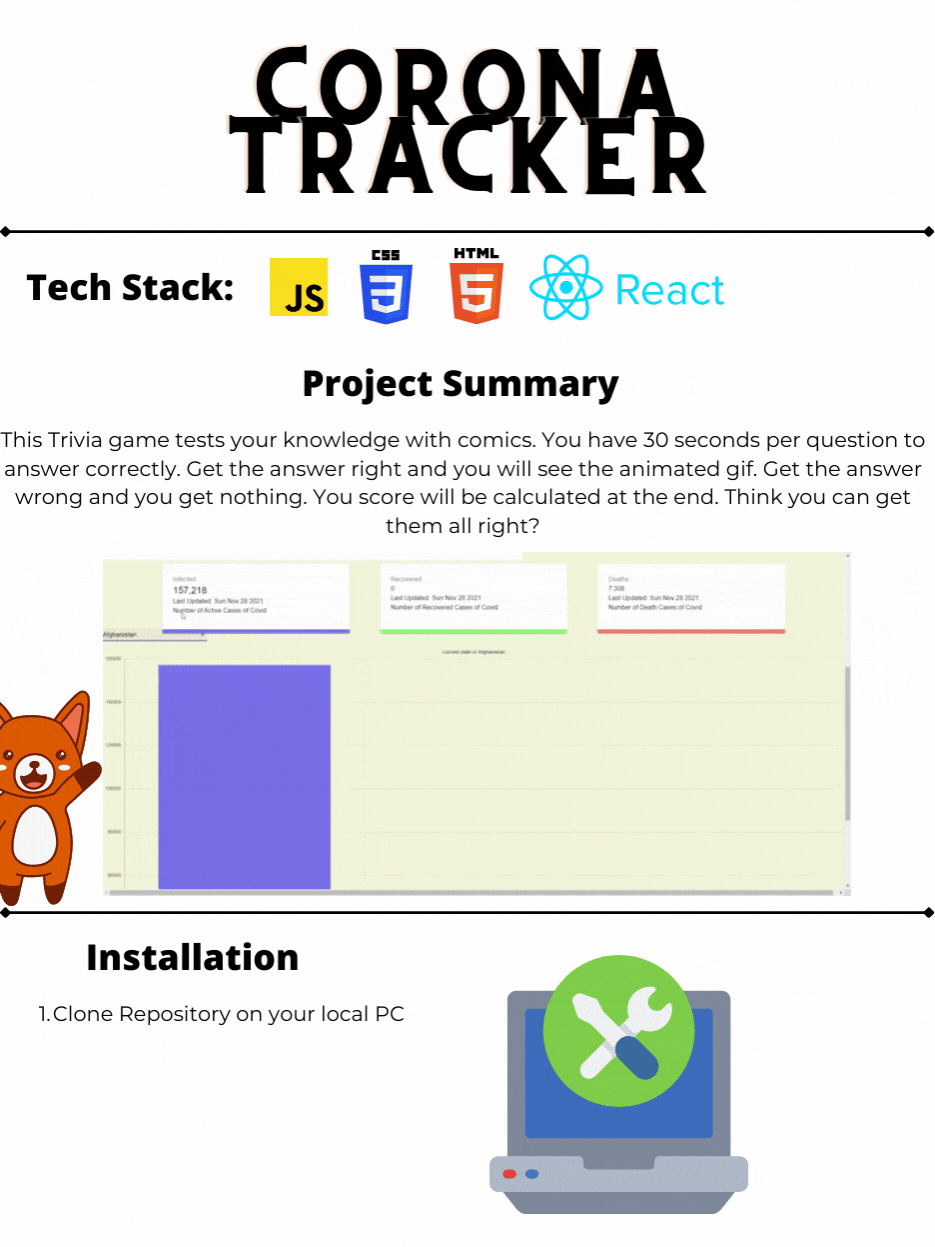 CORONA
TRACKER
CSS
HTML
Tech Stack:
JS
React
Project Summary
This Trivia game tests your knowledge with comics. You have 30 seconds per question to
answer correctly. Get the answer right and you will see the animated gif. Get the answer
wrong and you get nothing. You score will be calculated at the end. Think you can get
them all right?
Infected
157,218
Last Updated: Sun Nov 28 2021
Number of Active Cases of Covid
Recovered
0
Last Updated: Sun Nov 28 2021
Number of Recovered Cases of Covid
Deaths
7,308
Last Updated: Sun Nov 28 2021
Number of Death Cases of Covid
Afghanistan
Current state in Afghanistan
Installation
1.Clone Repository on your local PC